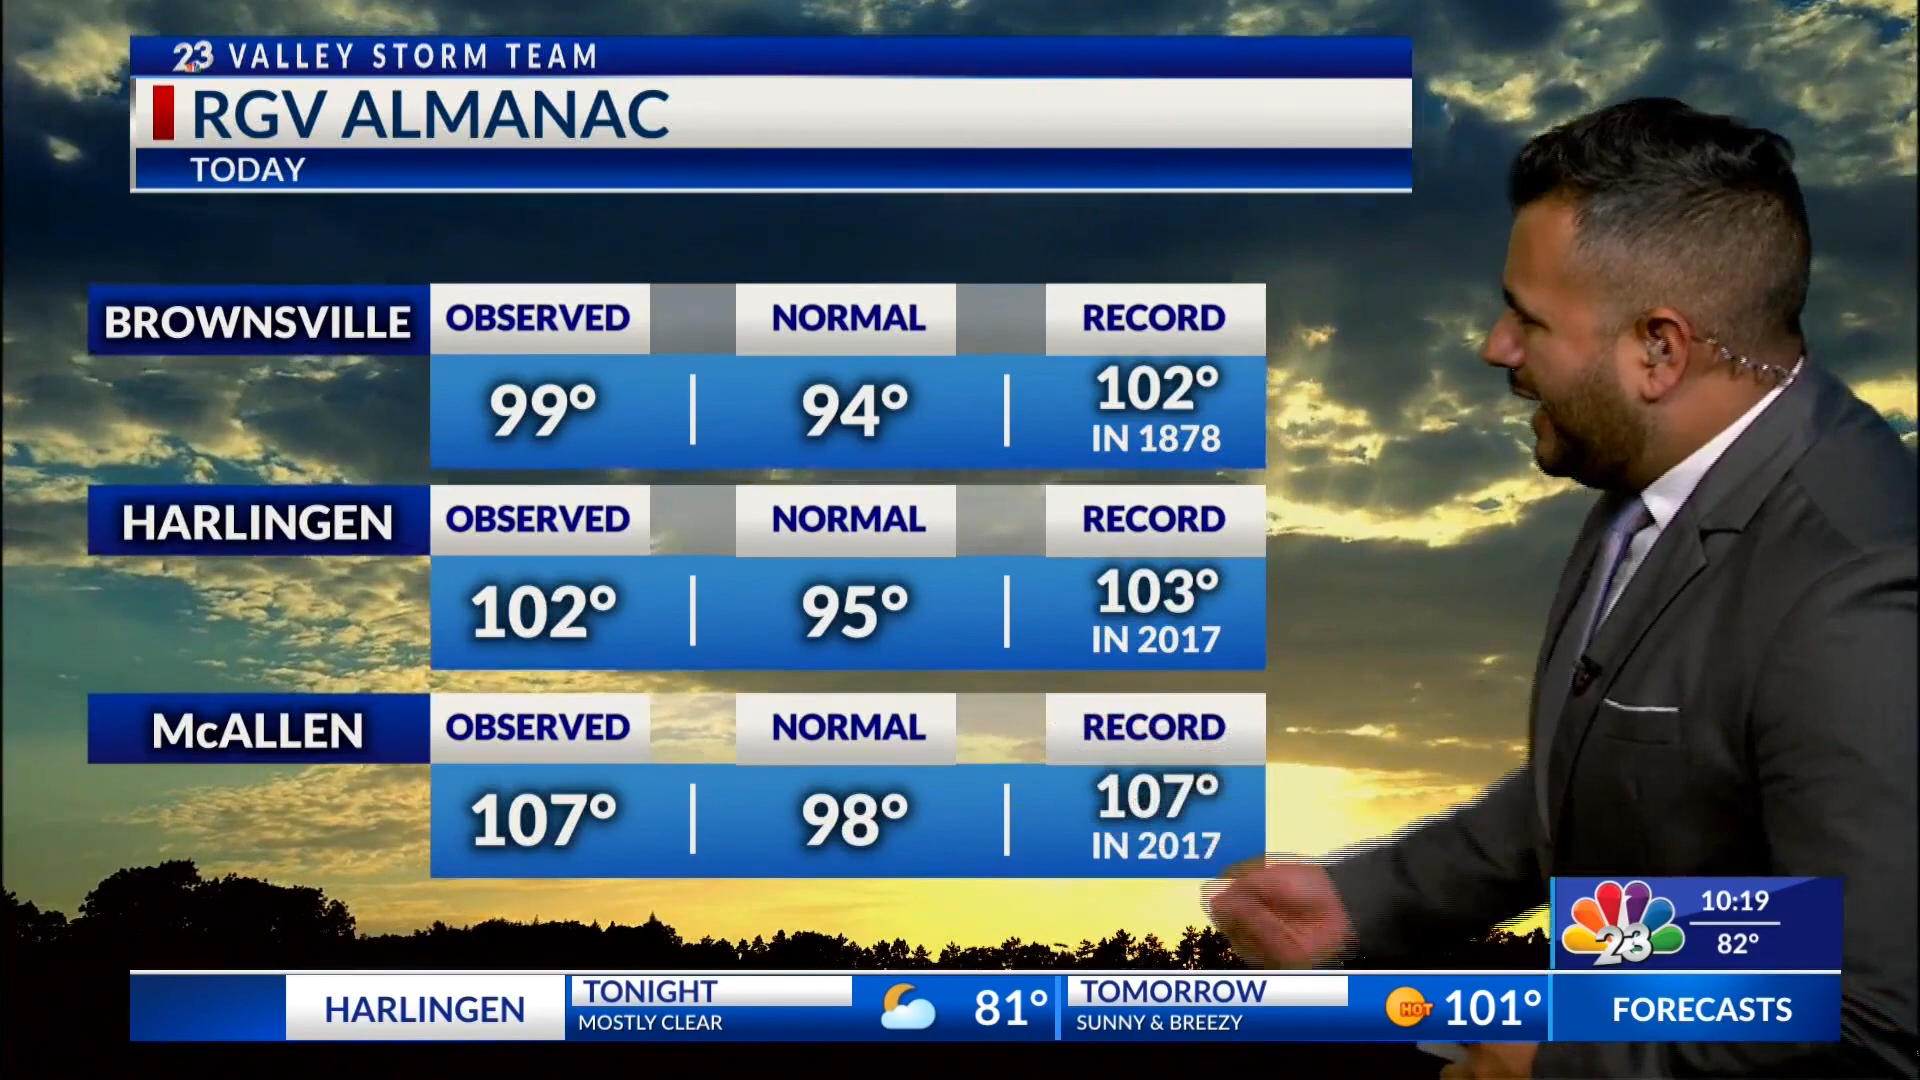 23 VALLEY STORM TEAM
RGV ALMANAC
TODAY
BROWNSVILLE OBSERVED NORMAL RECORD
99° 94° 102°
IN 1878
HARLINGEN OBSERVED NORMAL RECORD
102° 95° 103°
IN 2017
McALLEN OBSERVED NORMAL RECORD
107° 98° 107°
IN 2017
23 10:19
82°
HARLINGEN TONIGHT 81° TOMORROW HOT 101° FORECASTS
MOSTLY CLEAR SUNNY & BREEZY